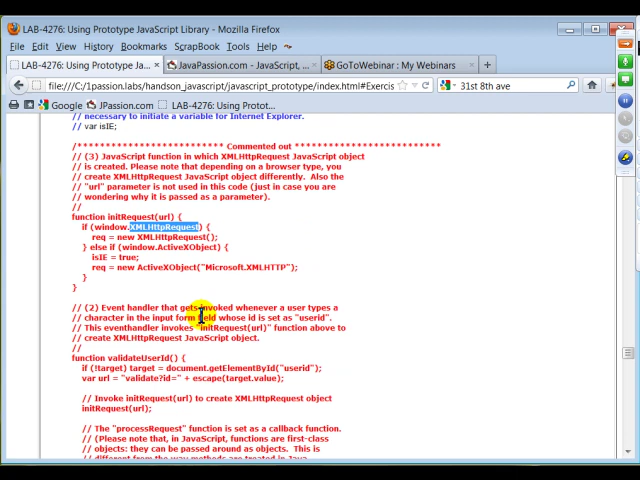 LAB-4276: Using Prototype JavaScript Library - Mozilla Firefox
File Edit View History Bookmarks ScrapBook Tools Help
LAB-4276: Using Prototype Ja... × JavaPassion.com - JavaScript, ... × GoToWebinar : My Webinars × +
file:///C:/1passion.labs/handson_javascript/javascript_prototype/index.html#Exercis
31st 8th ave
Google JPassion.com LAB-4276: Using Protot...
// necessary to initiate a variable for Internet Explorer.
// var isIE;
/************************** Commented out **************************
// (3) JavaScript function in which XMLHttpRequest JavaScript object
// is created. Please note that depending on a browser type, you
// create XMLHttpRequest JavaScript object differently. Also the
// "url" parameter is not used in this code (just in case you are
// wondering why it is passed as a parameter).
//
function initRequest(url) {
if (window.XMLHttpRequest) {
req = new XMLHttpRequest();
} else if (window.ActiveXObject) {
isIE = true;
req = new ActiveXObject("Microsoft.XMLHTTP");
}
}
// (2) Event handler that gets invoked whenever a user types a
// character in the input form field whose id is set as "userid".
// This eventhandler invokes "initRequest(url)" function above to
// create XMLHttpRequest JavaScript object.
//
function validateUserId() {
if (!target) target = document.getElementById("userid");
var url = "validate?id=" + escape(target.value);
// Invoke initRequest(url) to create XMLHttpRequest object
initRequest(url);
// The "processRequest" function is set as a callback function.
// (Please note that, in JavaScript, functions are first-class
// objects: they can be passed around as objects. This is
// different from the way methods are treated in Java